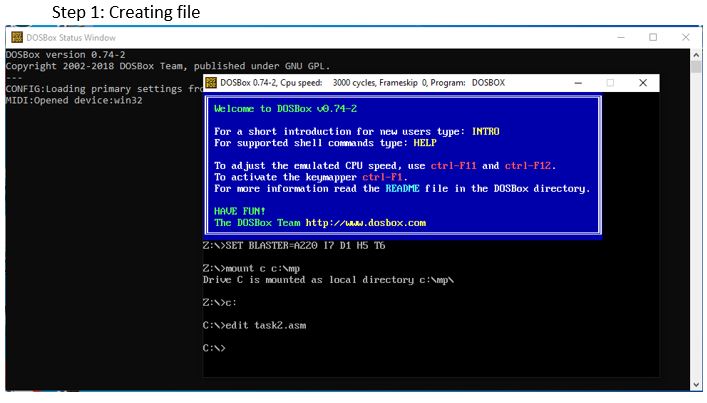 Step 1: Creating file
DOSBox Status Window
DOSBox version 0.74-2
Copyright 2002-2018 DOSBox Team, published under GNU GPL.
---
CONFIG:Loading primary settings fro
MIDI:Opened device:win32
DOSBox 0.74-2, Cpu speed: 3000 cycles, Frameskip 0, Program: DOSBOX
Welcome to DOSBox v0.74-2
For a short introduction for new users type: INTRO
For supported shell commands type: HELP
To adjust the emulated CPU speed, use ctrl-F11 and ctrl-F12.
To activate the keymapper ctrl-F1.
For more information read the README file in the DOSBox directory.
HAVE FUN!
The DOSBox Team http://www.dosbox.com
Z:\>SET BLASTER=A220 I7 D1 H5 T6
Z:\>mount c c:\mp
Drive C is mounted as local directory c:\mp\
Z:\>c:
C:\>edit task2.asm
C:\>